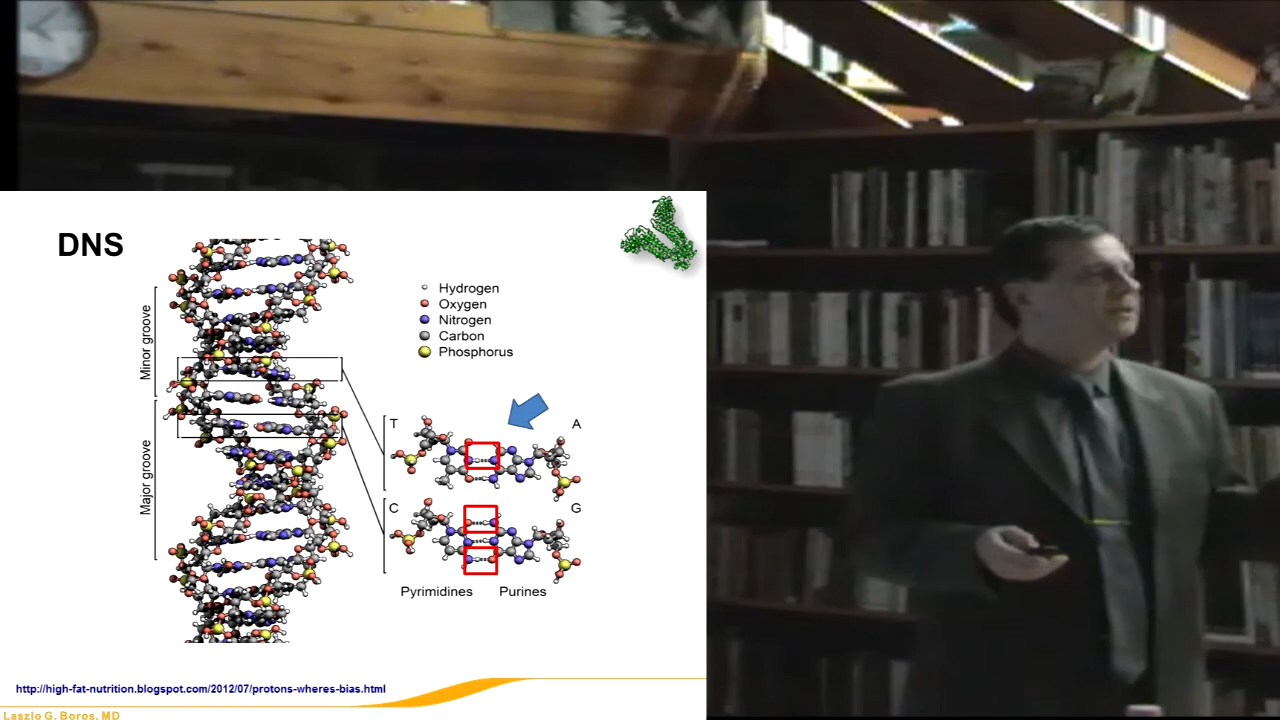 DNS
Hydrogen
Oxygen
Nitrogen
Carbon
Phosphorus
Minor groove
Major groove
T
A
C
G
Pyrimidines
Purines
http://high-fat-nutrition.blogspot.com/2012/07/protons-wheres-bias.html
Laszlo G. Boros, MD